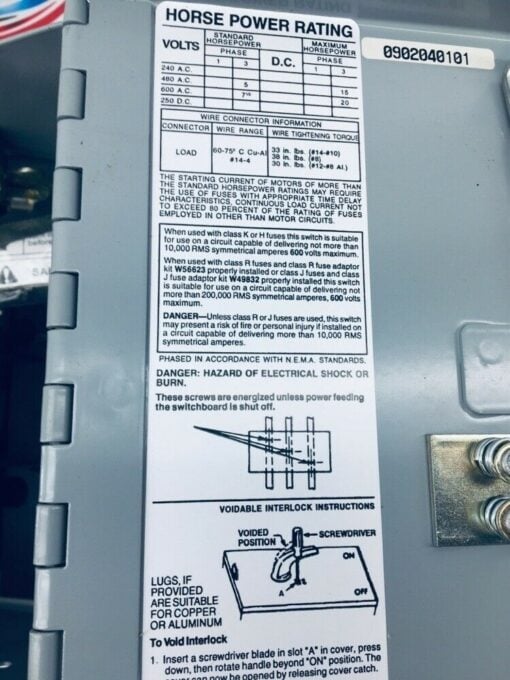 HORSE POWER RATING
0902040101
VOLTS
STANDARD
HORSEPOWER
PHASE
1 3
D.C.
MAXIMUM
HORSEPOWER
PHASE
1 3
240 A.C.
480 A.C. 5
600 A.C. 7½ 15
250 D.C. 20
WIRE CONNECTOR INFORMATION
CONNECTOR WIRE RANGE WIRE TIGHTENING TORQUE
LOAD
60-75° C Cu-Al
#14-4
33 in. lbs. (#14-#10)
38 in. lbs. (#8)
30 in. lbs. (#12-#8 AL.)
THE STARTING CURRENT OF MOTORS OF MORE THAN
THE STANDARD HORSEPOWER RATINGS MAY REQUIRE
THE USE OF FUSES WITH APPROPRIATE TIME DELAY
CHARACTERISTICS, CONTINUOUS LOAD CURRENT NOT
TO EXCEED 80 PERCENT OF THE RATING OF FUSES
EMPLOYED IN OTHER THAN MOTOR CIRCUITS.
When used with class K or H fuses this switch is suitable
for use on a circuit capable of delivering not more than
10,000 RMS symmetrical amperes 600 volts maximum.
When used with class R fuses and class R fuse adaptor
kit W56623 properly installed or class J fuses and class
J fuse adaptor kit W49832 properly installed this switch
is suitable for use on a circuit capable of delivering not
more than 200,000 RMS symmetrical amperes, 600 volts
maximum.
DANGER—Unless class R or J fuses are used, this switch
may present a risk of fire or personal injury if installed on
a circuit capable of delivering more than 10,000 RMS
symmetrical amperes.
PHASED IN ACCORDANCE WITH N.E.M.A. STANDARDS.
DANGER: HAZARD OF ELECTRICAL SHOCK OR
BURN.
These screws are energized unless power feeding
the switchboard is shut off.
VOIDABLE INTERLOCK INSTRUCTIONS
VOIDED
POSITION
SCREWDRIVER
ON
A
OFF
LUGS, IF
PROVIDED
ARE SUITABLE
FOR COPPER
OR ALUMINUM
To Void Interlock
1. Insert a screwdriver blade in slot "A" in cover, press
down, then rotate handle beyond "ON" position. The
cover can now be opened by releasing cover catch.